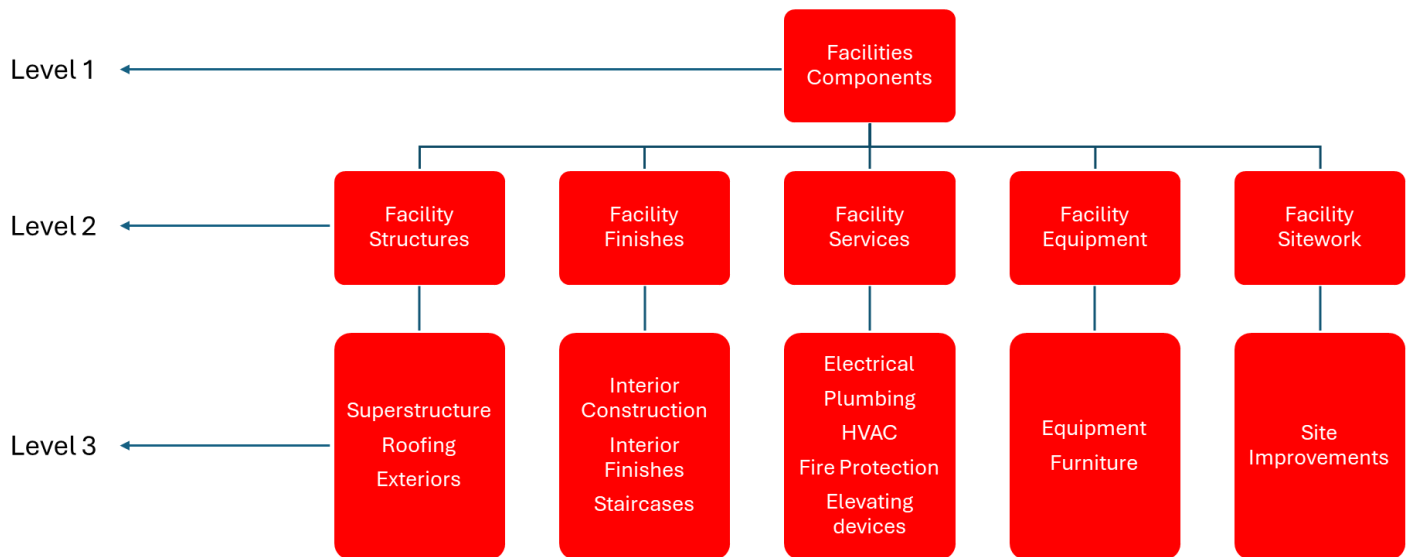 Level 1
Facilities
Components
Level 2
Facility
Structures
Facility
Finishes
Facility
Services
Facility
Equipment
Facility
Sitework
Level 3
Superstructure
Roofing
Exteriors
Interior
Construction
Interior
Finishes
Staircases
Electrical
Plumbing
HVAC
Fire Protection
Elevating
devices
Equipment
Furniture
Site
Improvements